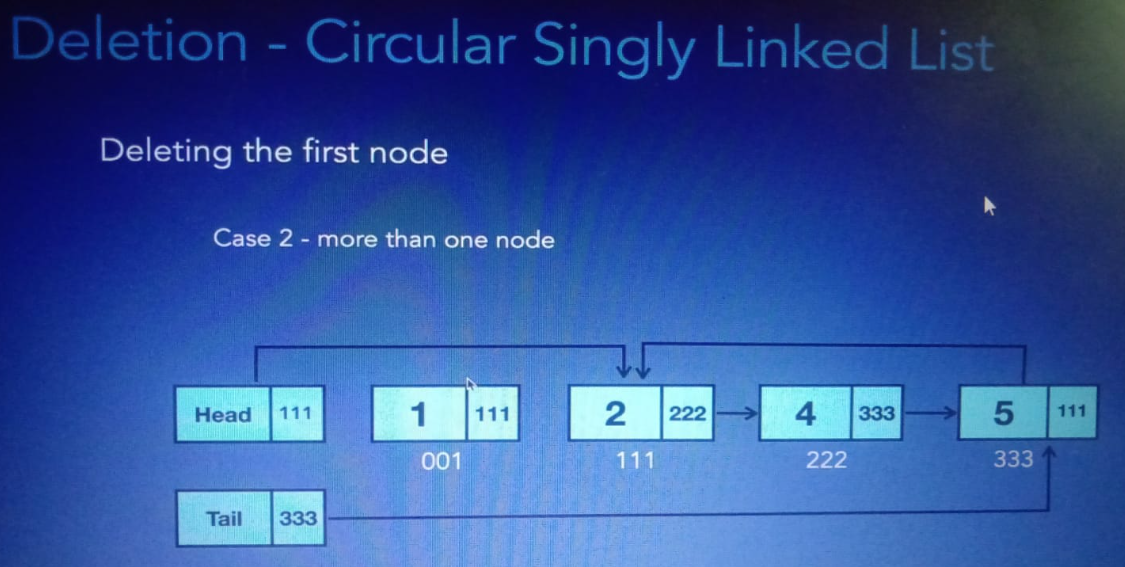 Deletion - Circular Singly Linked List
Deleting the first node
Case 2 - more than one node
Head 111 1 111 2 222 4 333 5 111
001 111 222 333
Tail 333